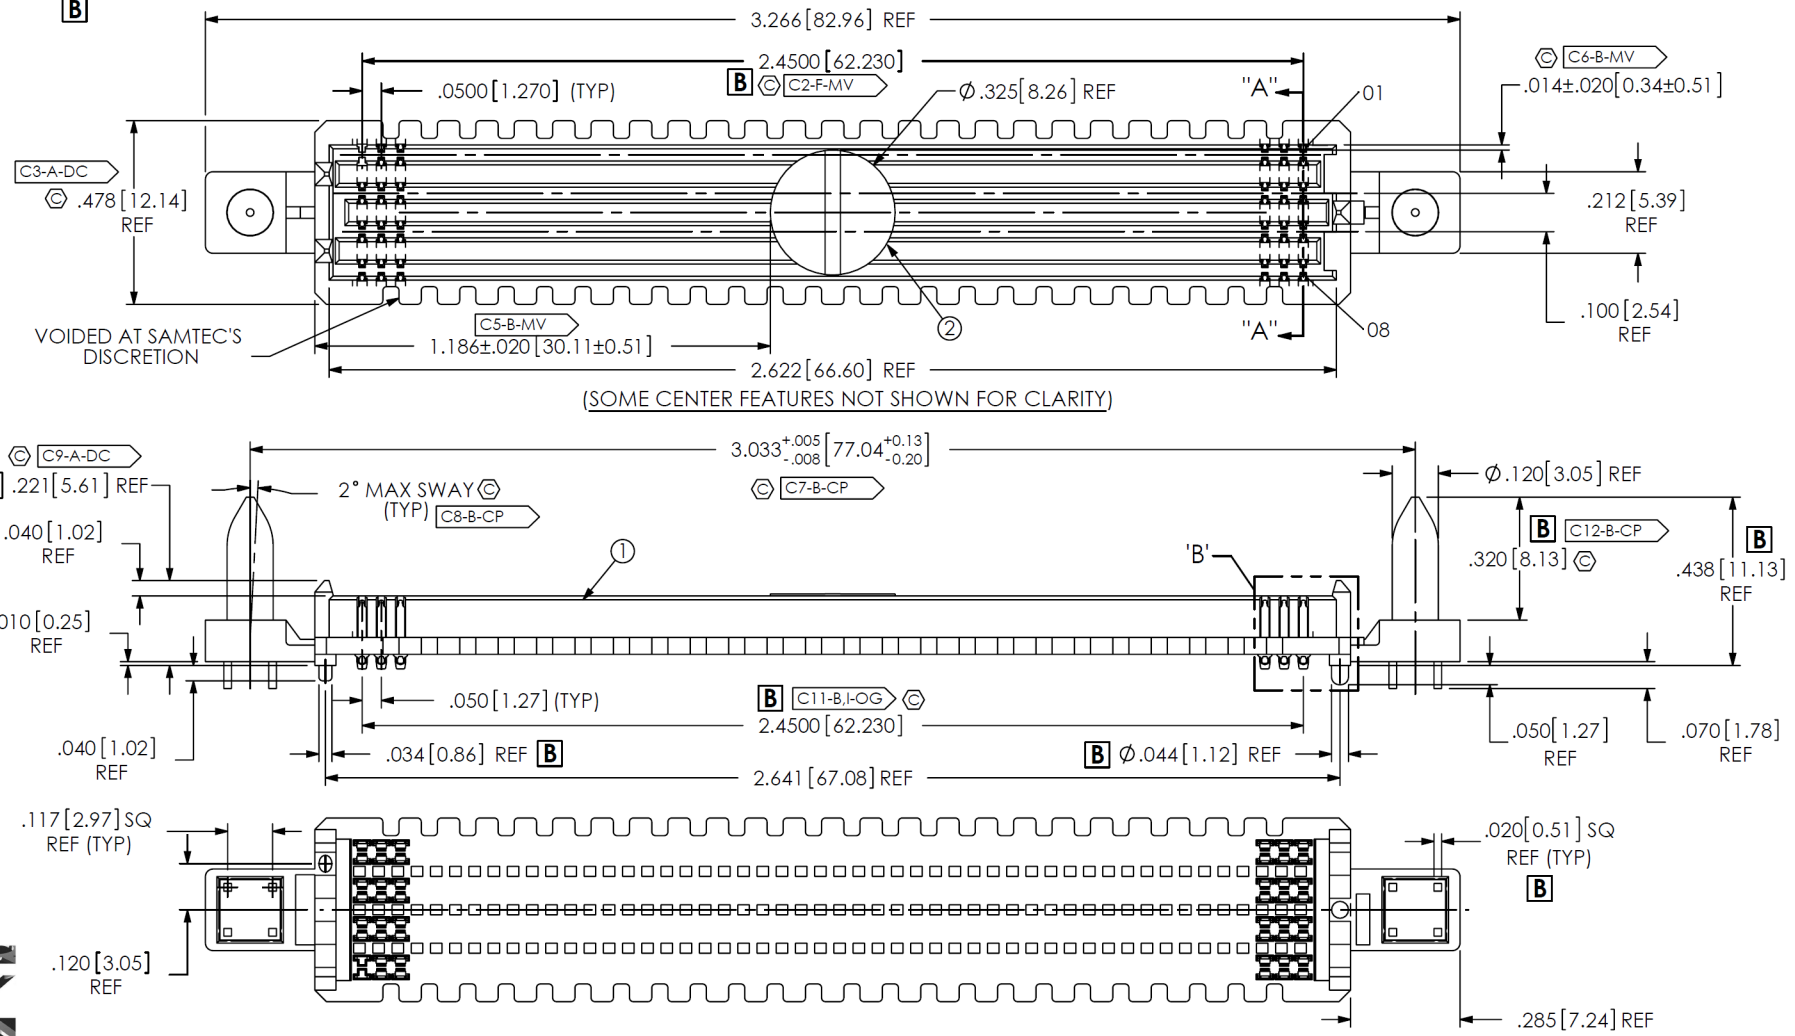 B
3.266[82.96] REF
2.4500[62.230]
B C C2-F-MV
.0500[1.270] (TYP)
Ø.325[8.26] REF
"A"
01
C C6-B-MV
.014±.020[0.34±0.51]
C3-A-DC
C .478[12.14]
REF
.212[5.39]
REF
.100[2.54]
REF
VOIDED AT SAMTEC'S
DISCRETION
C5-B-MV
1.186±.020[30.11±0.51]
2
"A"
08
2.622[66.60] REF
(SOME CENTER FEATURES NOT SHOWN FOR CLARITY)
C C9-A-DC
.221[5.61] REF
2° MAX SWAY C
(TYP) C8-B-CP
3.033+.005-.008[77.04+0.13-0.20]
C C7-B-CP
Ø.120[3.05] REF
B C12-B-CP
.320[8.13] C
B
.438[11.13]
REF
.040[1.02]
REF
1
'B'
010[0.25]
REF
.050[1.27](TYP)
B C11-B,I-OG C
2.4500[62.230]
.040[1.02]
REF
.034[0.86] REF B
B Ø.044[1.12] REF
.050[1.27]
REF
.070[1.78]
REF
2.641[67.08]REF
.117[2.97]SQ
REF (TYP)
.020[0.51] SQ
REF (TYP)
B
.120[3.05]
REF
.285[7.24] REF